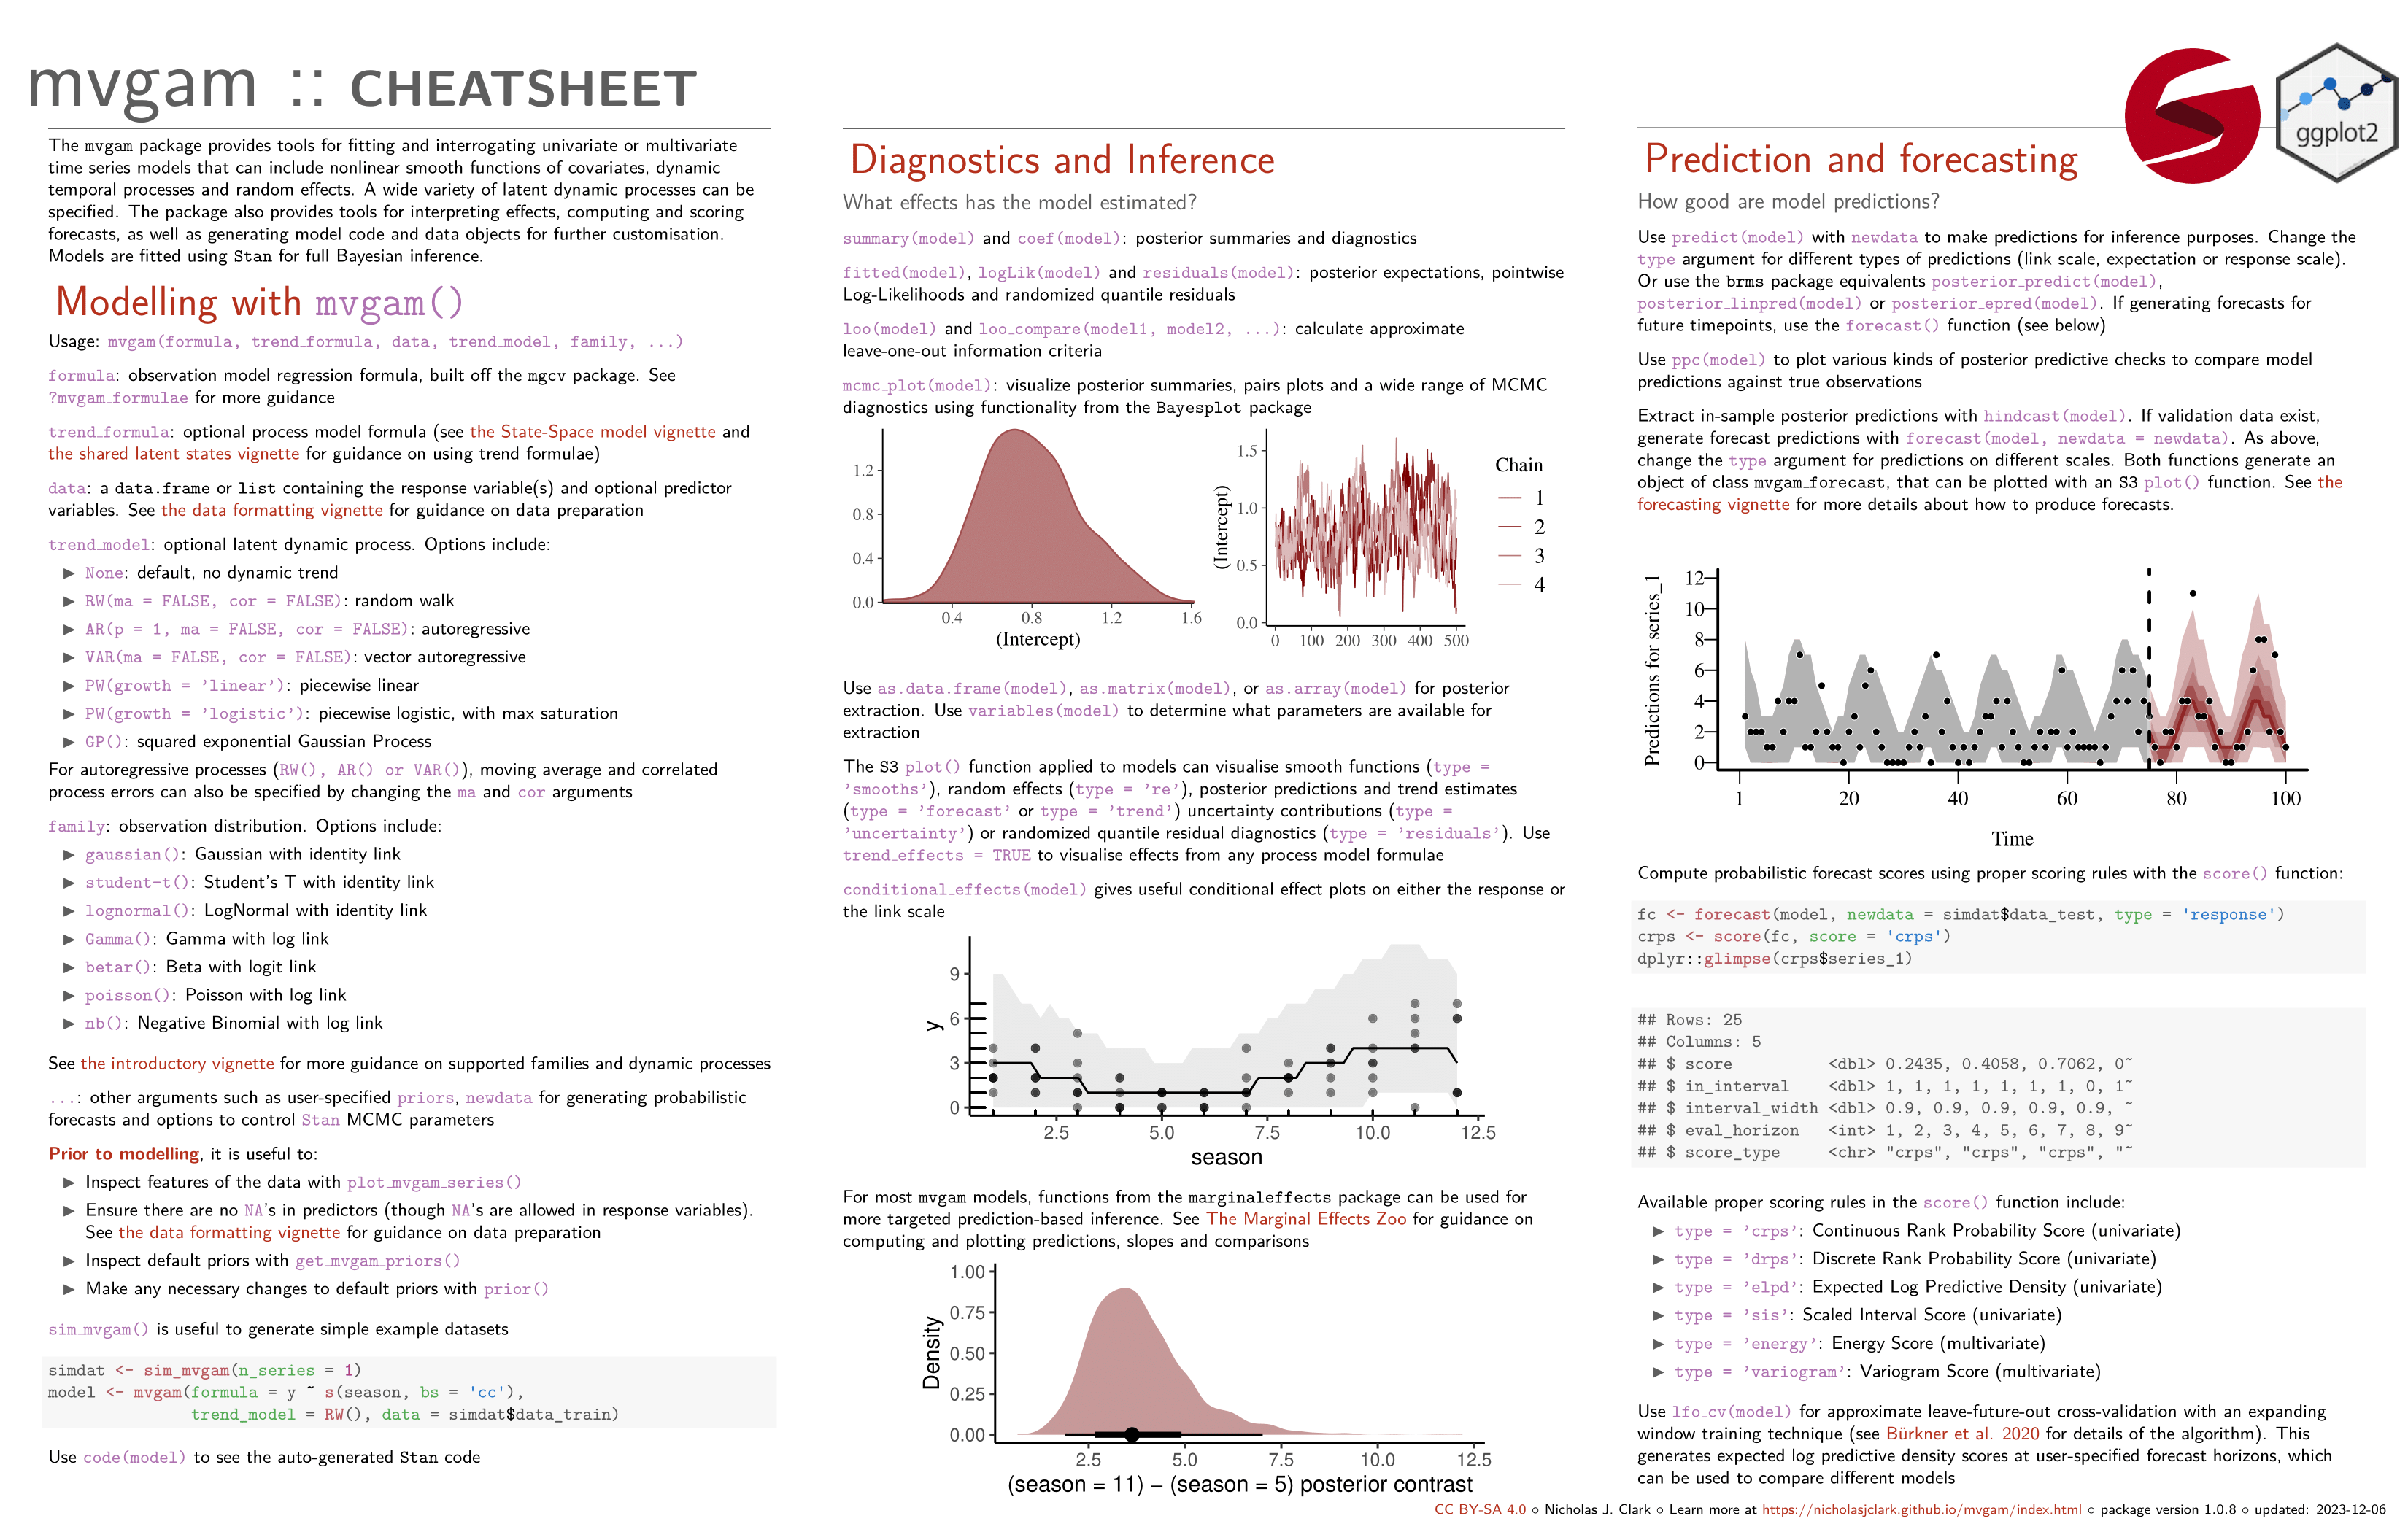 mvgam :: CHEATSHEET
The mvgam package provides tools for fitting and interrogating univariate or multivariate
time series models that can include nonlinear smooth functions of covariates, dynamic
temporal processes and random effects. A wide variety of latent dynamic processes can be
specified. The package also provides tools for interpreting effects, computing and scoring
forecasts, as well as generating model code and data objects for further customisation.
Models are fitted using Stan for full Bayesian inference.
Modelling with mvgam()
Usage: mvgam(formula, trend_formula, data, trend_model, family, ...)
formula: observation model regression formula, built off the mgcv package. See
?mvgam_formulae for more guidance
trend_formula: optional process model formula (see the State-Space model vignette and
the shared latent states vignette for guidance on using trend formulae)
data: a data.frame or list containing the response variable(s) and optional predictor
variables. See the data formatting vignette for guidance on data preparation
trend_model: optional latent dynamic process. Options include:
▶ None: default, no dynamic trend
▶ RW(ma = FALSE, cor = FALSE): random walk
▶ AR(p = 1, ma = FALSE, cor = FALSE): autoregressive
▶ VAR(ma = FALSE, cor = FALSE): vector autoregressive
▶ PW(growth = 'linear'): piecewise linear
▶ PW(growth = 'logistic'): piecewise logistic, with max saturation
▶ GP(): squared exponential Gaussian Process
For autoregressive processes (RW(), AR() or VAR()), moving average and correlated
process errors can also be specified by changing the ma and cor arguments
family: observation distribution. Options include:
▶ gaussian(): Gaussian with identity link
▶ student-t(): Student's T with identity link
▶ lognormal(): LogNormal with identity link
▶ Gamma(): Gamma with log link
▶ betar(): Beta with logit link
▶ poisson(): Poisson with log link
▶ nb(): Negative Binomial with log link
See the introductory vignette for more guidance on supported families and dynamic processes
...: other arguments such as user-specified priors, newdata for generating probabilistic
forecasts and options to control Stan MCMC parameters
Prior to modelling, it is useful to:
▶ Inspect features of the data with plot_mvgam_series()
▶ Ensure there are no NA's in predictors (though NA's are allowed in response variables).
See the data formatting vignette for guidance on data preparation
▶ Inspect default priors with get_mvgam_priors()
▶ Make any necessary changes to default priors with prior()
sim_mvgam() is useful to generate simple example datasets
simdat <- sim_mvgam(n_series = 1)
model <- mvgam(formula = y ~ s(season, bs = 'cc'),
trend_model = RW(), data = simdat$data_train)
Use code(model) to see the auto-generated Stan code
Diagnostics and Inference
What effects has the model estimated?
summary(model) and coef(model): posterior summaries and diagnostics
fitted(model), logLik(model) and residuals(model): posterior expectations, pointwise
Log-Likelihoods and randomized quantile residuals
loo(model) and loo_compare(model1, model2, ...): calculate approximate
leave-one-out information criteria
mcmc_plot(model): visualize posterior summaries, pairs plots and a wide range of MCMC
diagnostics using functionality from the Bayesplot package
1.2
0.8
0.4
0.0
0.4 0.8 1.2 1.6
(Intercept)
(Intercept)
1.5
1.0
0.5
0.0
0 100 200 300 400 500
Chain
1
2
3
4
Use as.data.frame(model), as.matrix(model), or as.array(model) for posterior
extraction. Use variables(model) to determine what parameters are available for
extraction
The S3 plot() function applied to models can visualise smooth functions (type =
'smooths'), random effects (type = 're'), posterior predictions and trend estimates
(type = 'forecast' or type = 'trend') uncertainty contributions (type =
'uncertainty') or randomized quantile residual diagnostics (type = 'residuals'). Use
trend_effects = TRUE to visualise effects from any process model formulae
conditional_effects(model) gives useful conditional effect plots on either the response or
the link scale
y
9
6
3
0
2.5 5.0 7.5 10.0 12.5
season
For most mvgam models, functions from the marginaleffects package can be used for
more targeted prediction-based inference. See The Marginal Effects Zoo for guidance on
computing and plotting predictions, slopes and comparisons
Density
1.00
0.75
0.50
0.25
0.00
2.5 5.0 7.5 10.0 12.5
(season = 11) − (season = 5) posterior contrast
ggplot2
Prediction and forecasting
How good are model predictions?
Use predict(model) with newdata to make predictions for inference purposes. Change the
type argument for different types of predictions (link scale, expectation or response scale).
Or use the brms package equivalents posterior_predict(model),
posterior_linpred(model) or posterior_epred(model). If generating forecasts for
future timepoints, use the forecast() function (see below)
Use ppc(model) to plot various kinds of posterior predictive checks to compare model
predictions against true observations
Extract in-sample posterior predictions with hindcast(model). If validation data exist,
generate forecast predictions with forecast(model, newdata = newdata). As above,
change the type argument for predictions on different scales. Both functions generate an
object of class mvgam_forecast, that can be plotted with an S3 plot() function. See the
forecasting vignette for more details about how to produce forecasts.
Predictions for series_1
12
10
8
6
4
2
0
1 20 40 60 80 100
Time
Compute probabilistic forecast scores using proper scoring rules with the score() function:
fc <- forecast(model, newdata = simdat$data_test, type = 'response')
crps <- score(fc, score = 'crps')
dplyr::glimpse(crps$series_1)
## Rows: 25
## Columns: 5
## $ score <dbl> 0.2435, 0.4058, 0.7062, 0~
## $ in_interval <dbl> 1, 1, 1, 1, 1, 1, 1, 0, 1~
## $ interval_width <dbl> 0.9, 0.9, 0.9, 0.9, 0.9, ~
## $ eval_horizon <int> 1, 2, 3, 4, 5, 6, 7, 8, 9~
## $ score_type <chr> "crps", "crps", "crps", "~
Available proper scoring rules in the score() function include:
▶ type = 'crps': Continuous Rank Probability Score (univariate)
▶ type = 'drps': Discrete Rank Probability Score (univariate)
▶ type = 'elpd': Expected Log Predictive Density (univariate)
▶ type = 'sis': Scaled Interval Score (univariate)
▶ type = 'energy': Energy Score (multivariate)
▶ type = 'variogram': Variogram Score (multivariate)
Use lfo_cv(model) for approximate leave-future-out cross-validation with an expanding
window training technique (see Bürkner et al. 2020 for details of the algorithm). This
generates expected log predictive density scores at user-specified forecast horizons, which
can be used to compare different models
CC BY-SA 4.0 ○ Nicholas J. Clark ○ Learn more at https://nicholasjclark.github.io/mvgam/index.html ○ package version 1.0.8 ○ updated: 2023-12-06